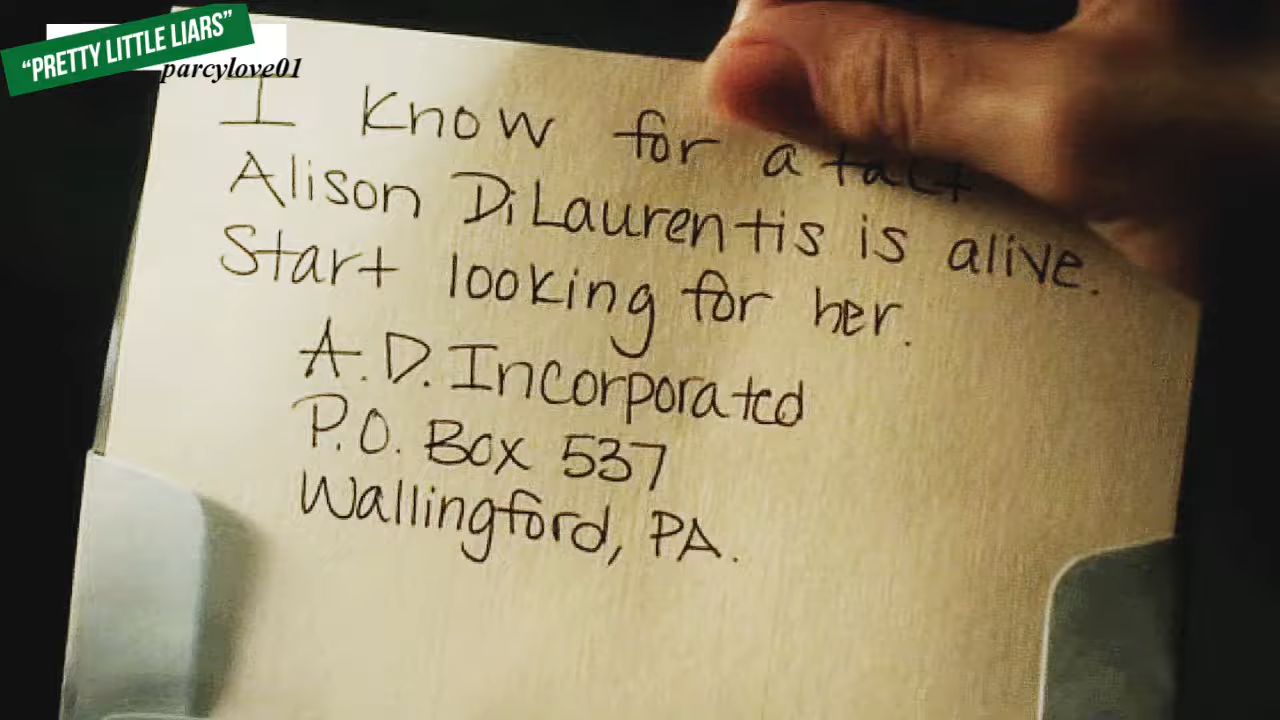 "PRETTY LITTLE LIARS"
parcylove01
I know for a fact
Alison DiLaurentis is alive.
Start looking for her.
A.D. Incorporated
P.O. Box 537
Wallingford, PA.